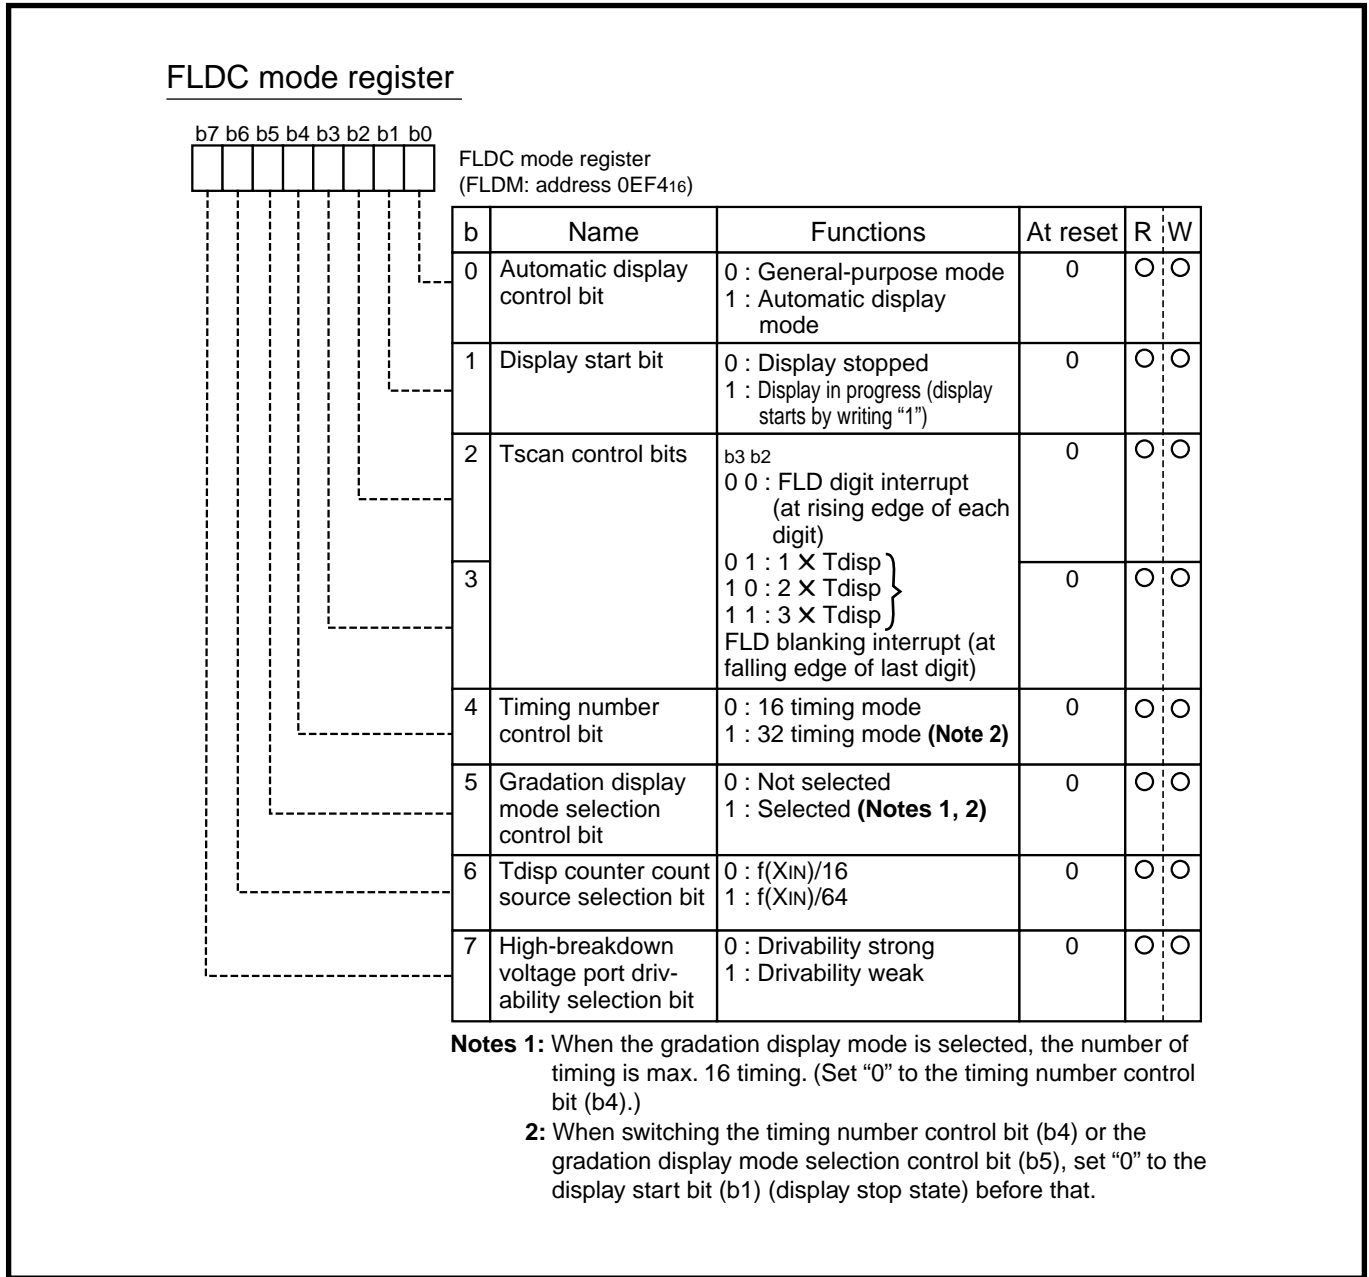 FLDC mode register
b7 b6 b5 b4 b3 b2 b1 b0
FLDC mode register
(FLDM: address 0EF416)
b Name Functions At reset R W
0 Automatic display 0 : General-purpose mode 0 ○ ○
control bit 1 : Automatic display
mode
1 Display start bit 0 : Display stopped 0 ○ ○
1 : Display in progress (display
starts by writing “1”)
2 Tscan control bits b3 b2 0 ○ ○
0 0 : FLD digit interrupt
(at rising edge of each
digit)
0 1 : 1 ✕ Tdisp
3 1 0 : 2 ✕ Tdisp 0 ○ ○
1 1 : 3 ✕ Tdisp
FLD blanking interrupt (at
falling edge of last digit)
4 Timing number 0 : 16 timing mode 0 ○ ○
control bit 1 : 32 timing mode (Note 2)
5 Gradation display 0 : Not selected 0 ○ ○
mode selection 1 : Selected (Notes 1, 2)
control bit
6 Tdisp counter count 0 : f(XIN)/16 0 ○ ○
source selection bit 1 : f(XIN)/64
7 High-breakdown 0 : Drivability strong 0 ○ ○
voltage port driv- 1 : Drivability weak
ability selection bit
Notes 1: When the gradation display mode is selected, the number of
timing is max. 16 timing. (Set “0” to the timing number control
bit (b4).)
2: When switching the timing number control bit (b4) or the
gradation display mode selection control bit (b5), set “0” to the
display start bit (b1) (display stop state) before that.